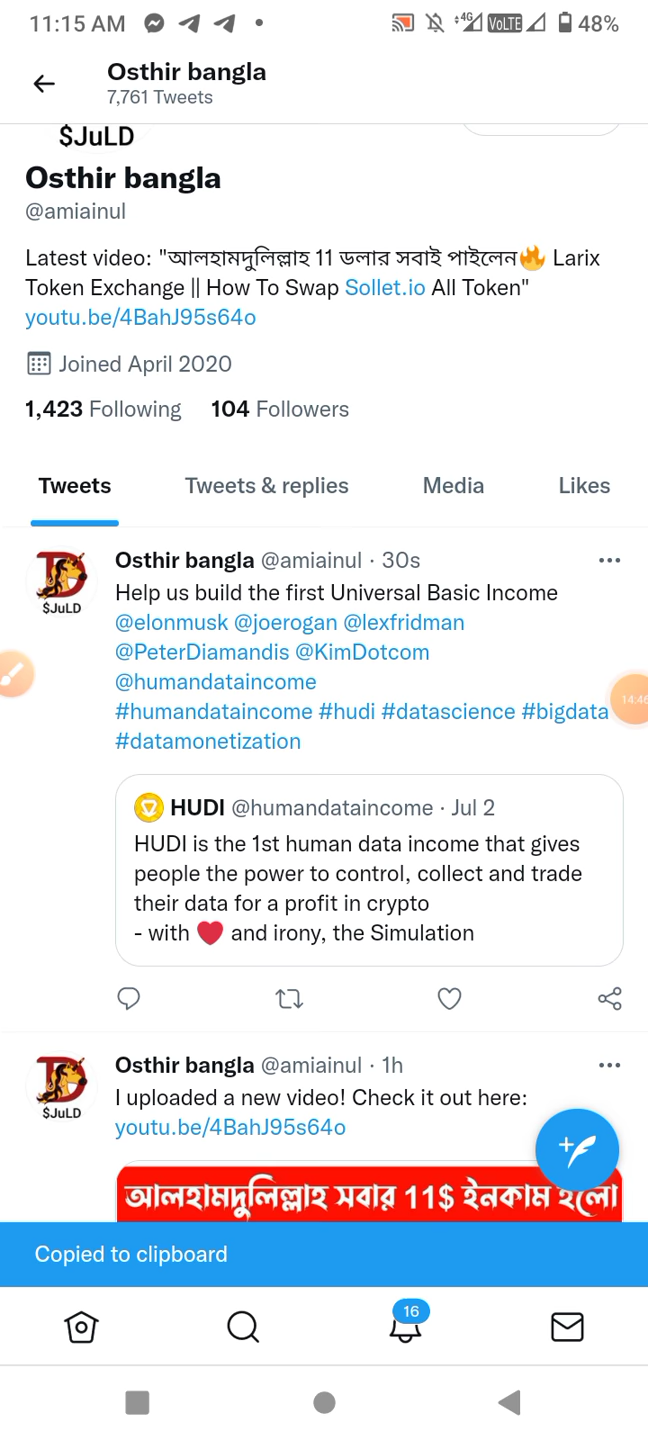 11:15 AM
4G VoLTE 48%
Osthir bangla
7,761 Tweets
$JuLD
Osthir bangla
@amiainul
Latest video: "আলহামদুলিল্লাহ 11 ডলার সবাই পাইলেন🔥 Larix
Token Exchange || How To Swap Sollet.io All Token"
youtu.be/4BahJ95s64o
Joined April 2020
1,423 Following 104 Followers
Tweets Tweets & replies Media Likes
Osthir bangla @amiainul · 30s
$JuLD
Help us build the first Universal Basic Income
@elonmusk @joerogan @lexfridman
@PeterDiamandis @KimDotcom
@humandataincome
14:46
#humandataincome #hudi #datascience #bigdata
#datamonetization
HUDI @humandataincome · Jul 2
HUDI is the 1st human data income that gives
people the power to control, collect and trade
their data for a profit in crypto
- with ❤️ and irony, the Simulation
Osthir bangla @amiainul · 1h
$JuLD
I uploaded a new video! Check it out here:
youtu.be/4BahJ95s64o
আলহামদুলিল্লাহ সবার 11$ ইনকাম হলো
Copied to clipboard
16